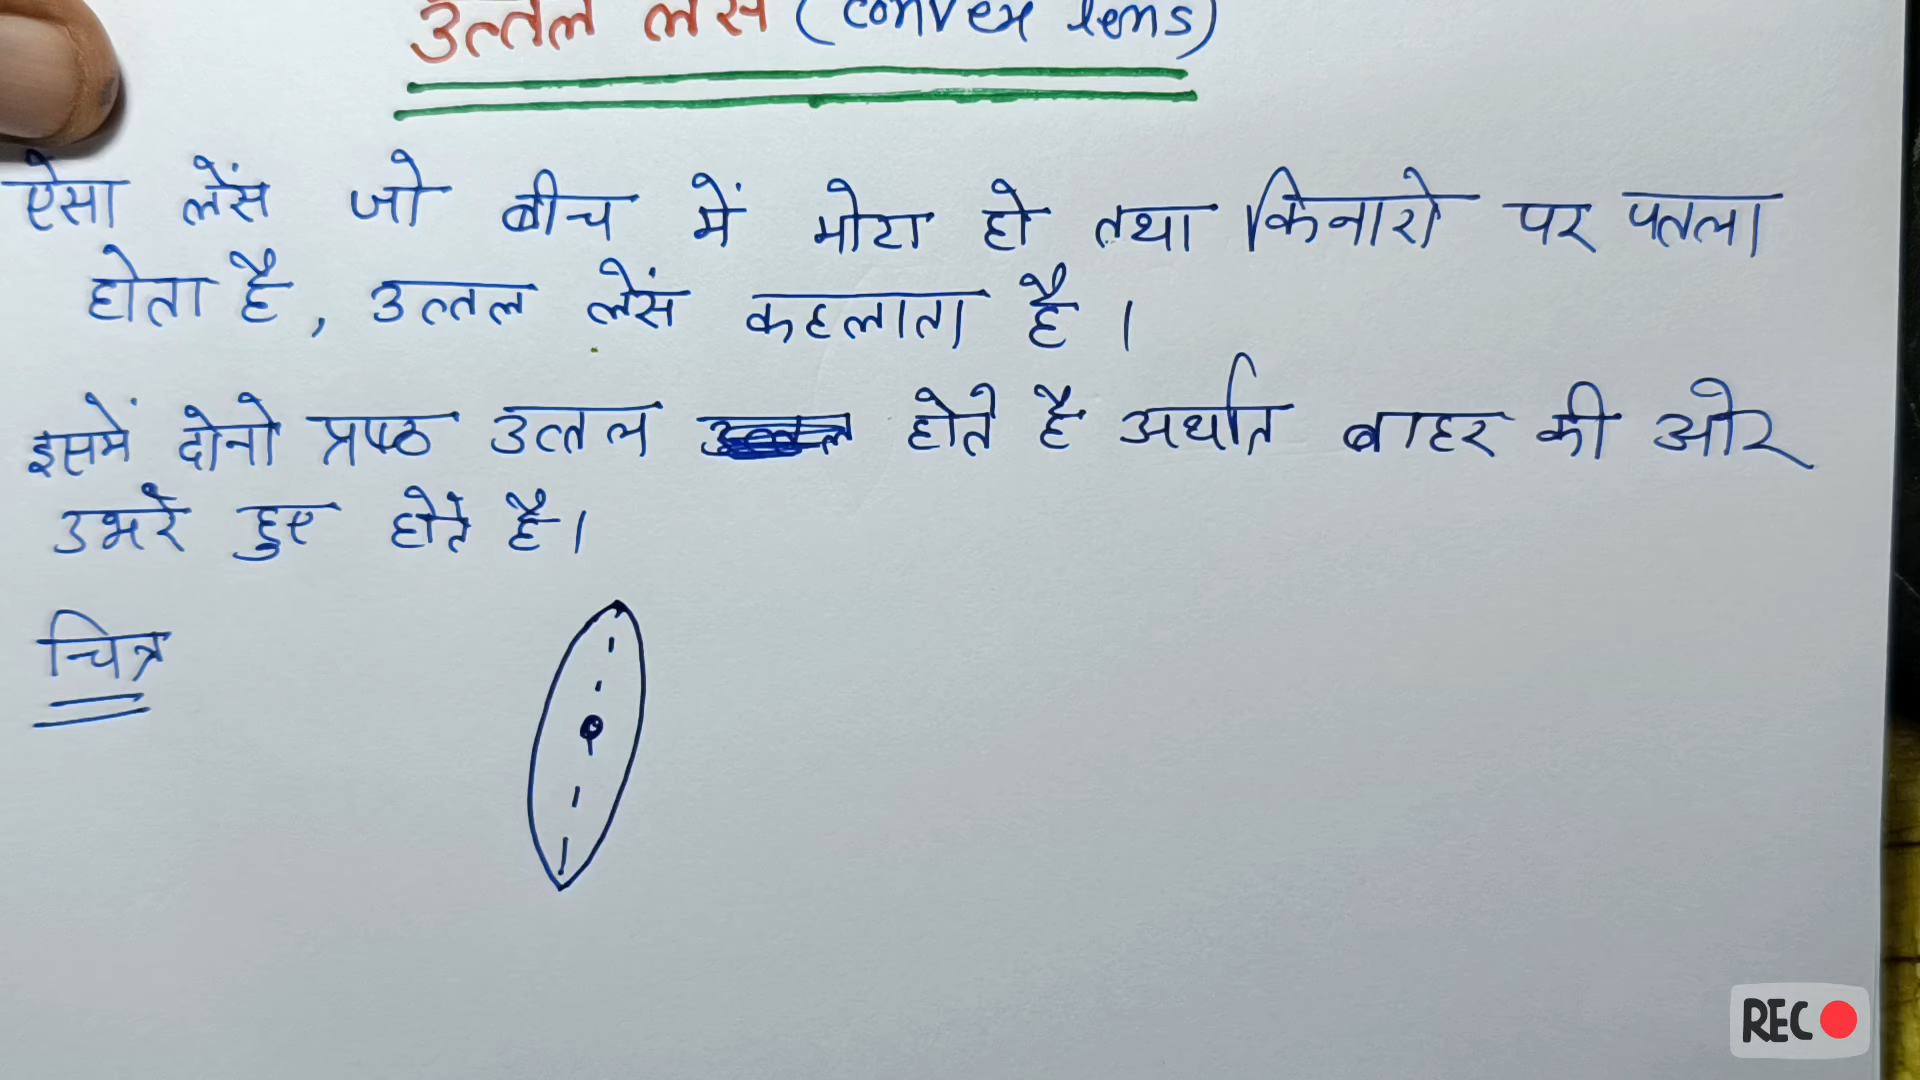 उत्तल लेंस (convex lens)
ऐसा लेंस जो बीच में मोटा हो तथा किनारो पर पतला
होता है, उत्तल लेंस कहलाता है।
इसमें दोनो प्रष्ठ उत्तल होते है अर्थात बाहर की ओर
उभरे हुए होते है।
चित्र
REC